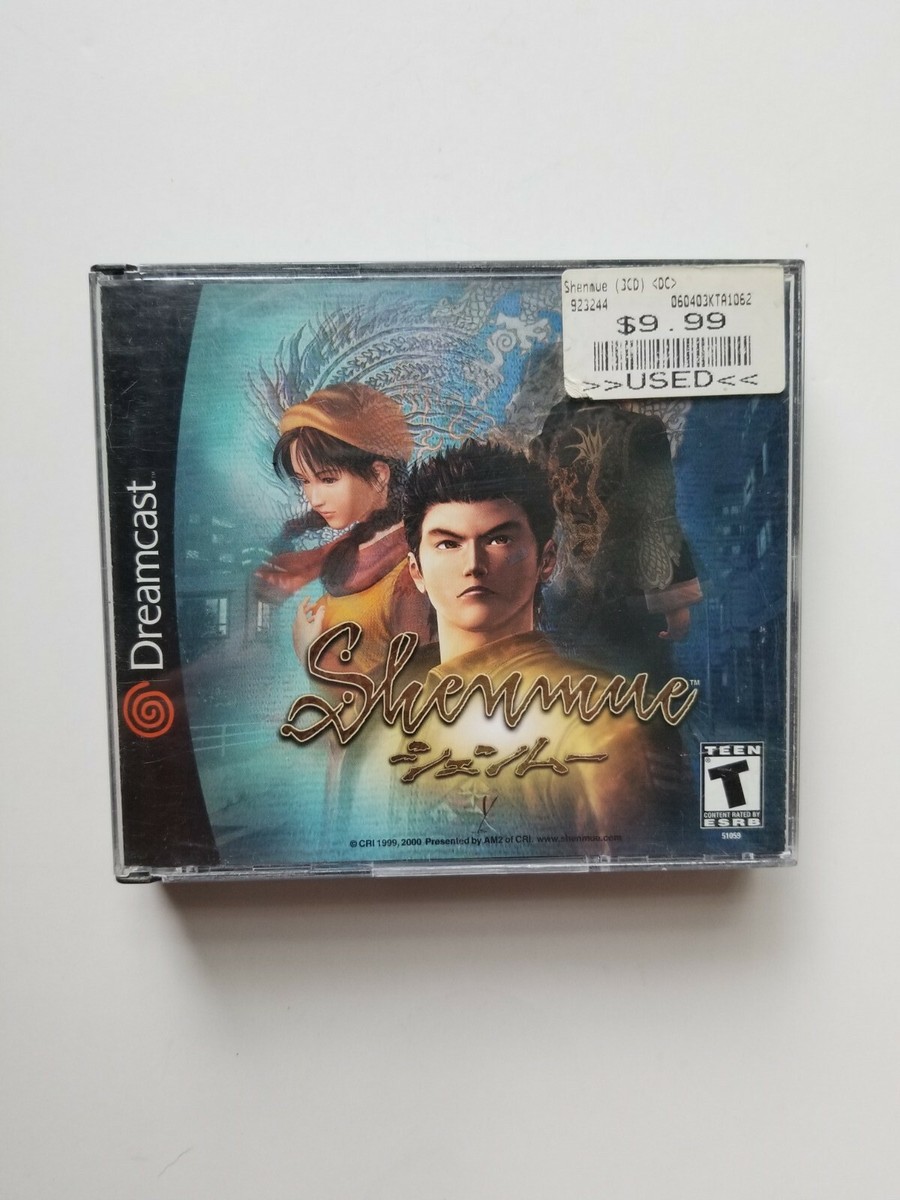 Shenmue (3CD) <DC>
923244 060403KTA1062
$9.99
>>USED<<
Dreamcast™
Shenmue™
シェンムー
TEEN
T
CONTENT RATED BY
ESRB
51059
© CRI 1999, 2000 Presented by AM2 of CRI www.shenmue.com